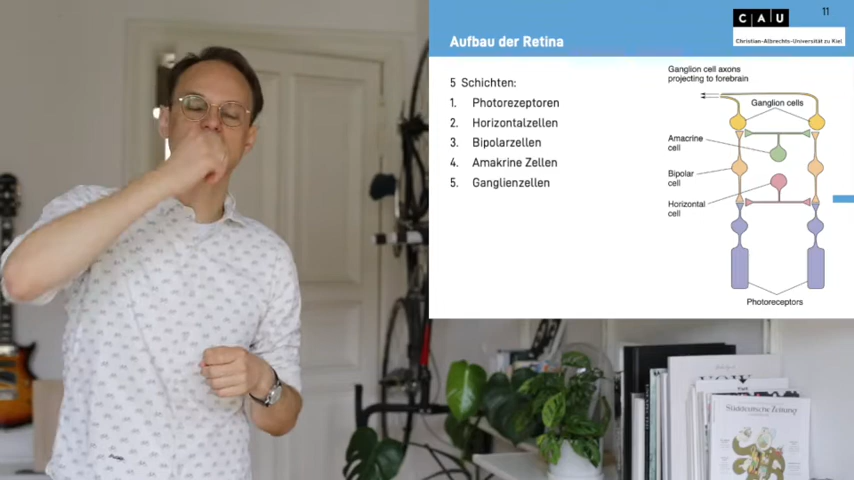 11
CAU
Christian-Albrechts-Universität zu Kiel
Aufbau der Retina
5 Schichten:
1. Photorezeptoren
2. Horizontalzellen
3. Bipolarzellen
4. Amakrine Zellen
5. Ganglienzellen
Ganglion cell axons
projecting to forebrain
Ganglion cells
Amacrine
cell
Bipolar
cell
Horizontal
cell
Photoreceptors
Süddeutsche Zeitung